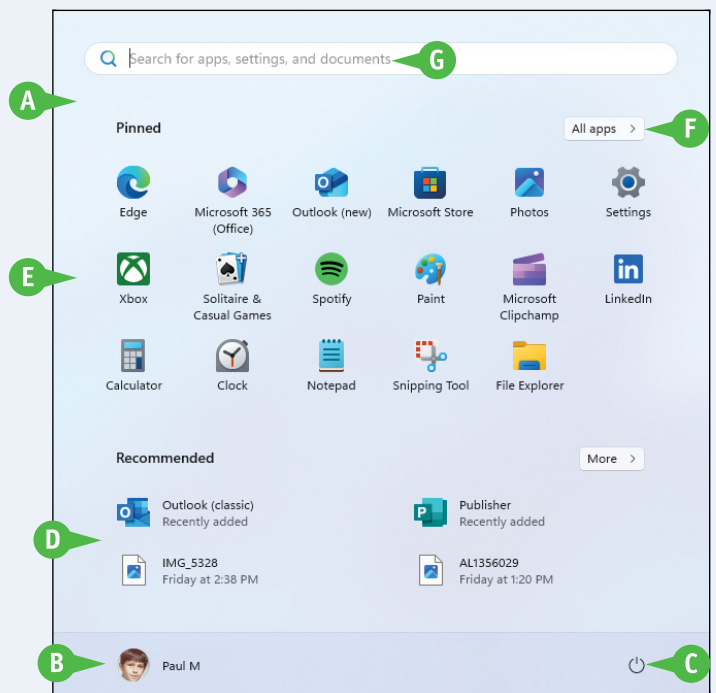 Search for apps, settings, and documents
G
A
Pinned
All apps >
F
Edge
Microsoft 365
(Office)
Outlook (new)
Microsoft Store
Photos
Settings
E
Xbox
Solitaire &
Casual Games
Spotify
Paint
Microsoft
Clipchamp
LinkedIn
in
Calculator
Clock
Notepad
Snipping Tool
File Explorer
Recommended
More >
Outlook (classic)
Recently added
Publisher
Recently added
D
IMG_5328
Friday at 2:38 PM
AL1356029
Friday at 1:20 PM
B
Paul M
C